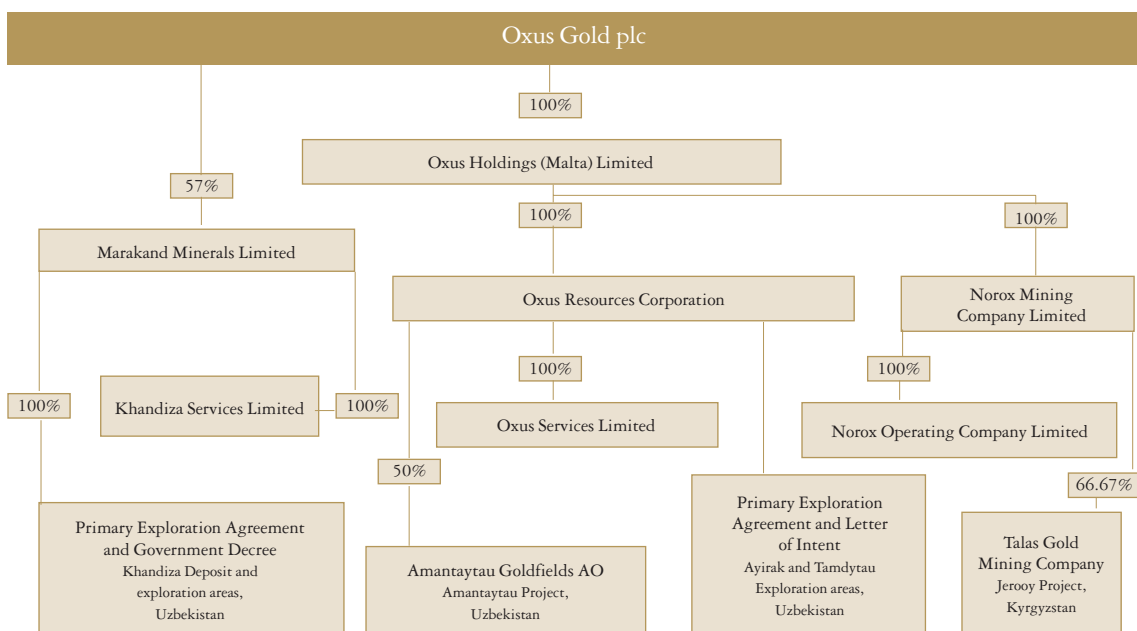 Oxus Gold plc
100%
Oxus Holdings (Malta) Limited
57%
100%
100%
Marakand Minerals Limited
Oxus Resources Corporation
Norox Mining
Company Limited
100%
100%
100%
Khandiza Services Limited
100%
Oxus Services Limited
Norox Operating Company Limited
50%
66.67%
Primary Exploration Agreement
and Government Decree
Khandiza Deposit and
exploration areas,
Uzbekistan
Amantaytau Goldfields AO
Amantaytau Project,
Uzbekistan
Primary Exploration
Agreement and Letter
of Intent
Ayirak and Tamdytau
Exploration areas,
Uzbekistan
Talas Gold
Mining Company
Jerooy Project,
Kyrgyzstan